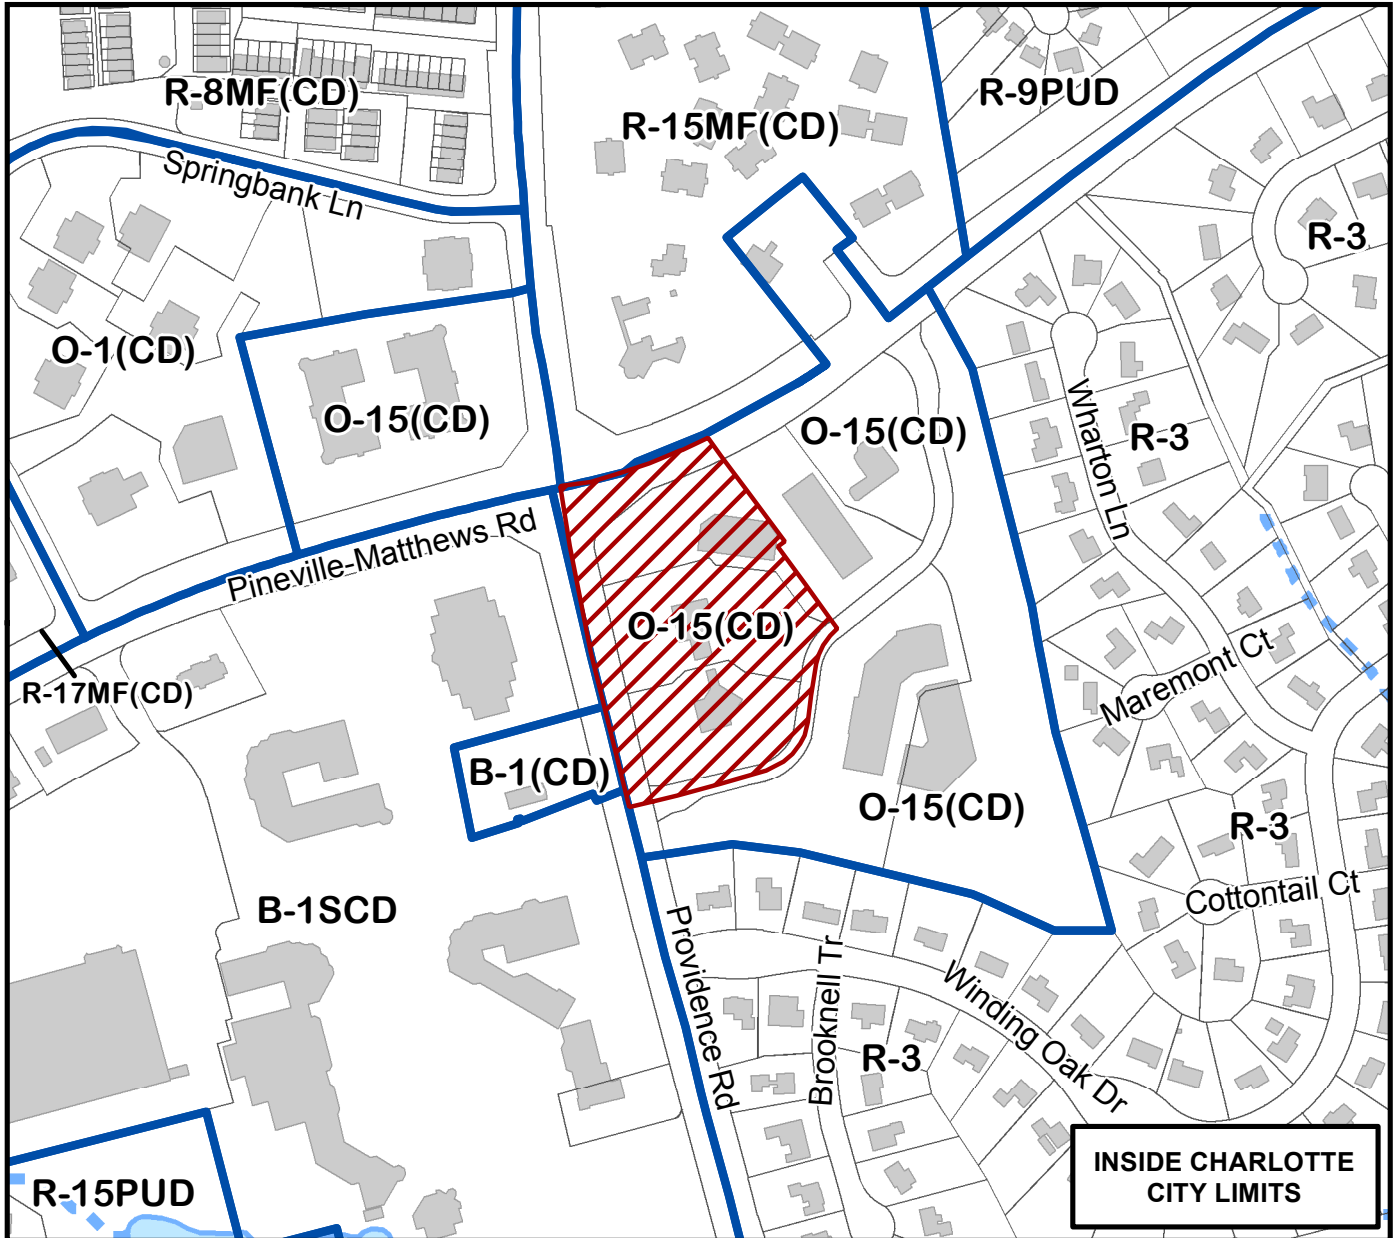 R-8MF(CD)
R-9PUD
R-15MF(CD)
Springbank Ln
R-3
O-1(CD)
O-15(CD)
O-15(CD)
Wharton Ln
R-3
Pineville-Matthews Rd
O-15(CD)
Maremont Ct
R-17MF(CD)
B-1(CD)
O-15(CD)
R-3
Cottontail Ct
B-1SCD
Providence Rd
Brooknell Tr
Winding Oak Dr
R-3
INSIDE CHARLOTTE
CITY LIMITS
R-15PUD